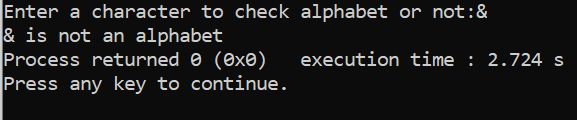 Enter a character to check alphabet or not:&
& is not an alphabet
Process returned 0 (0x0)   execution time : 2.724 s
Press any key to continue.